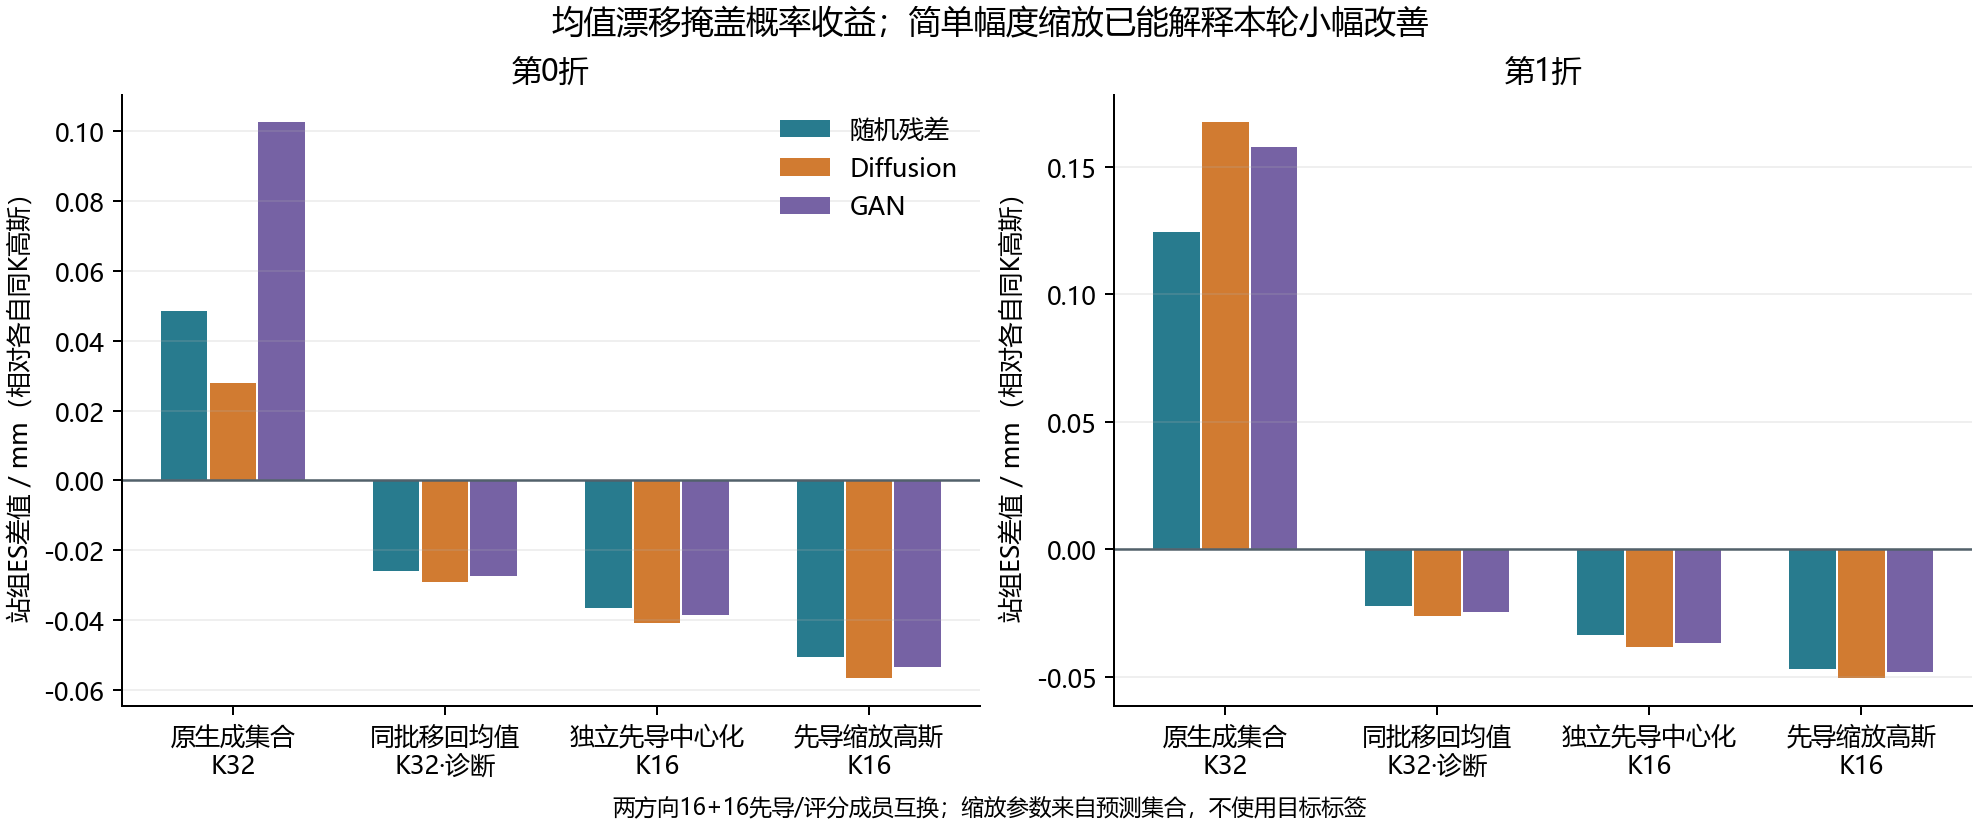 均值漂移掩盖概率收益；简单幅度缩放已能解释本轮小幅改善
第0折
站组ES差值 / mm（相对各自同K高斯）
0.10
0.08
0.06
0.04
0.02
0.00
-0.02
-0.04
-0.06
随机残差
Diffusion
GAN
原生成集合
K32
同批移回均值
K32·诊断
独立先导中心化
K16
先导缩放高斯
K16
第1折
站组ES差值 / mm（相对各自同K高斯）
0.15
0.10
0.05
0.00
-0.05
原生成集合
K32
同批移回均值
K32·诊断
独立先导中心化
K16
先导缩放高斯
K16
两方向16+16先导/评分成员互换；缩放参数来自预测集合，不使用目标标签